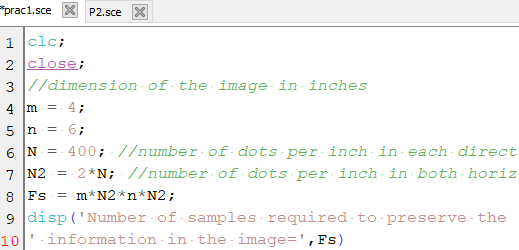 *prac1.sce P2.sce
1 clc;
2 close;
3 //dimension of the image in inches
4 m = 4;
5 n = 6;
6 N = 400; //number of dots per inch in each direct
7 N2 = 2*N; //number of dots per inch in both horiz
8 Fs = m*N2*n*N2;
9 disp('Number of samples required to preserve the
10 ' information in the image=',Fs)